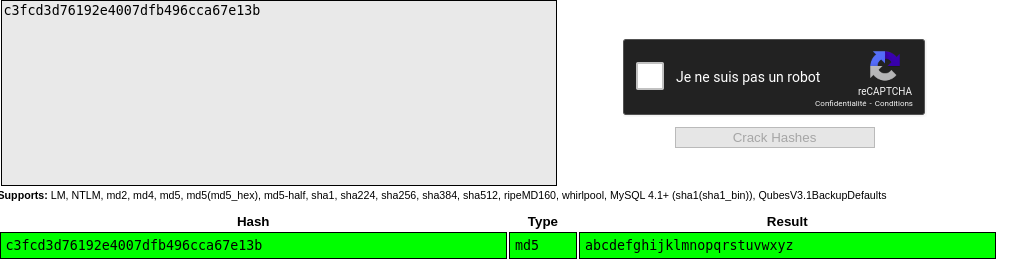 c3fcd3d76192e4007dfb496cca67e13b
Je ne suis pas un robot
reCAPTCHA
Confidentialité - Conditions
Crack Hashes
Supports: LM, NTLM, md2, md4, md5, md5(md5_hex), md5-half, sha1, sha224, sha256, sha384, sha512, ripeMD160, whirlpool, MySQL 4.1+ (sha1(sha1_bin)), QubesV3.1BackupDefaults
Hash Type Result
c3fcd3d76192e4007dfb496cca67e13b md5 abcdefghijklmnopqrstuvwxyz